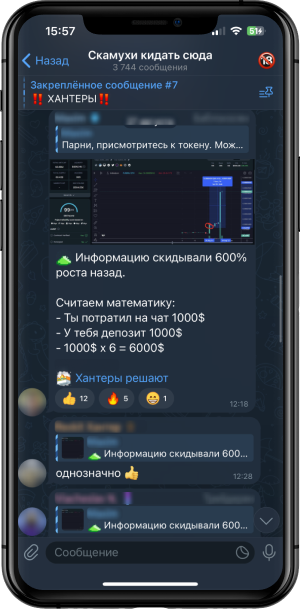 15:57
51
Назад
Скамухи кидать сюда
3 744 сообщения
18
Закреплённое сообщение #7
‼️ ХАНТЕРЫ‼️
Парни, присмотритесь к токену. Мож...
Информацию скидывали 600%
роста назад.
Считаем математику:
- Ты потратил на чат 1000$
- У тебя депозит 1000$
- 1000$ x 6 = 6000$
Хантеры решают
👍 12 🔥 5 😁 1
12:18
Информацию скидывали 600...
однозначно 👍
12:28
Информацию скидывали 600...
Сообщение